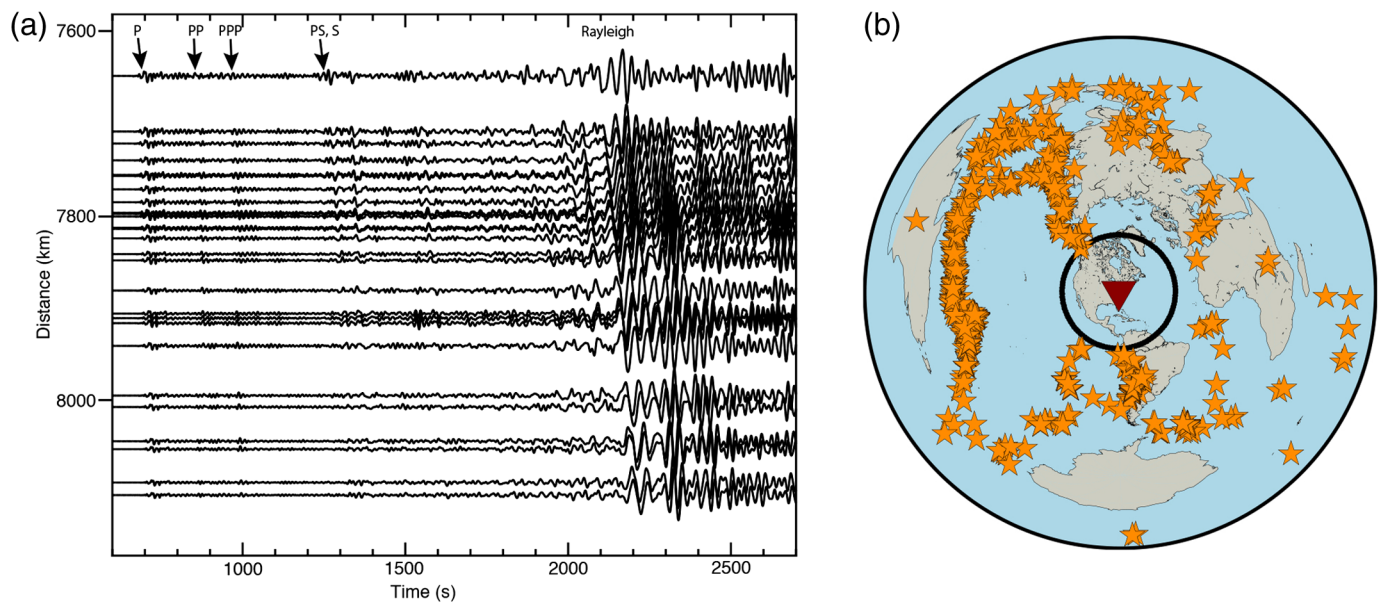 (a)
P
PP
PPP
PS, S
Rayleigh
7600
7800
8000
Distance (km)
1000
1500
2000
2500
Time (s)
(b)